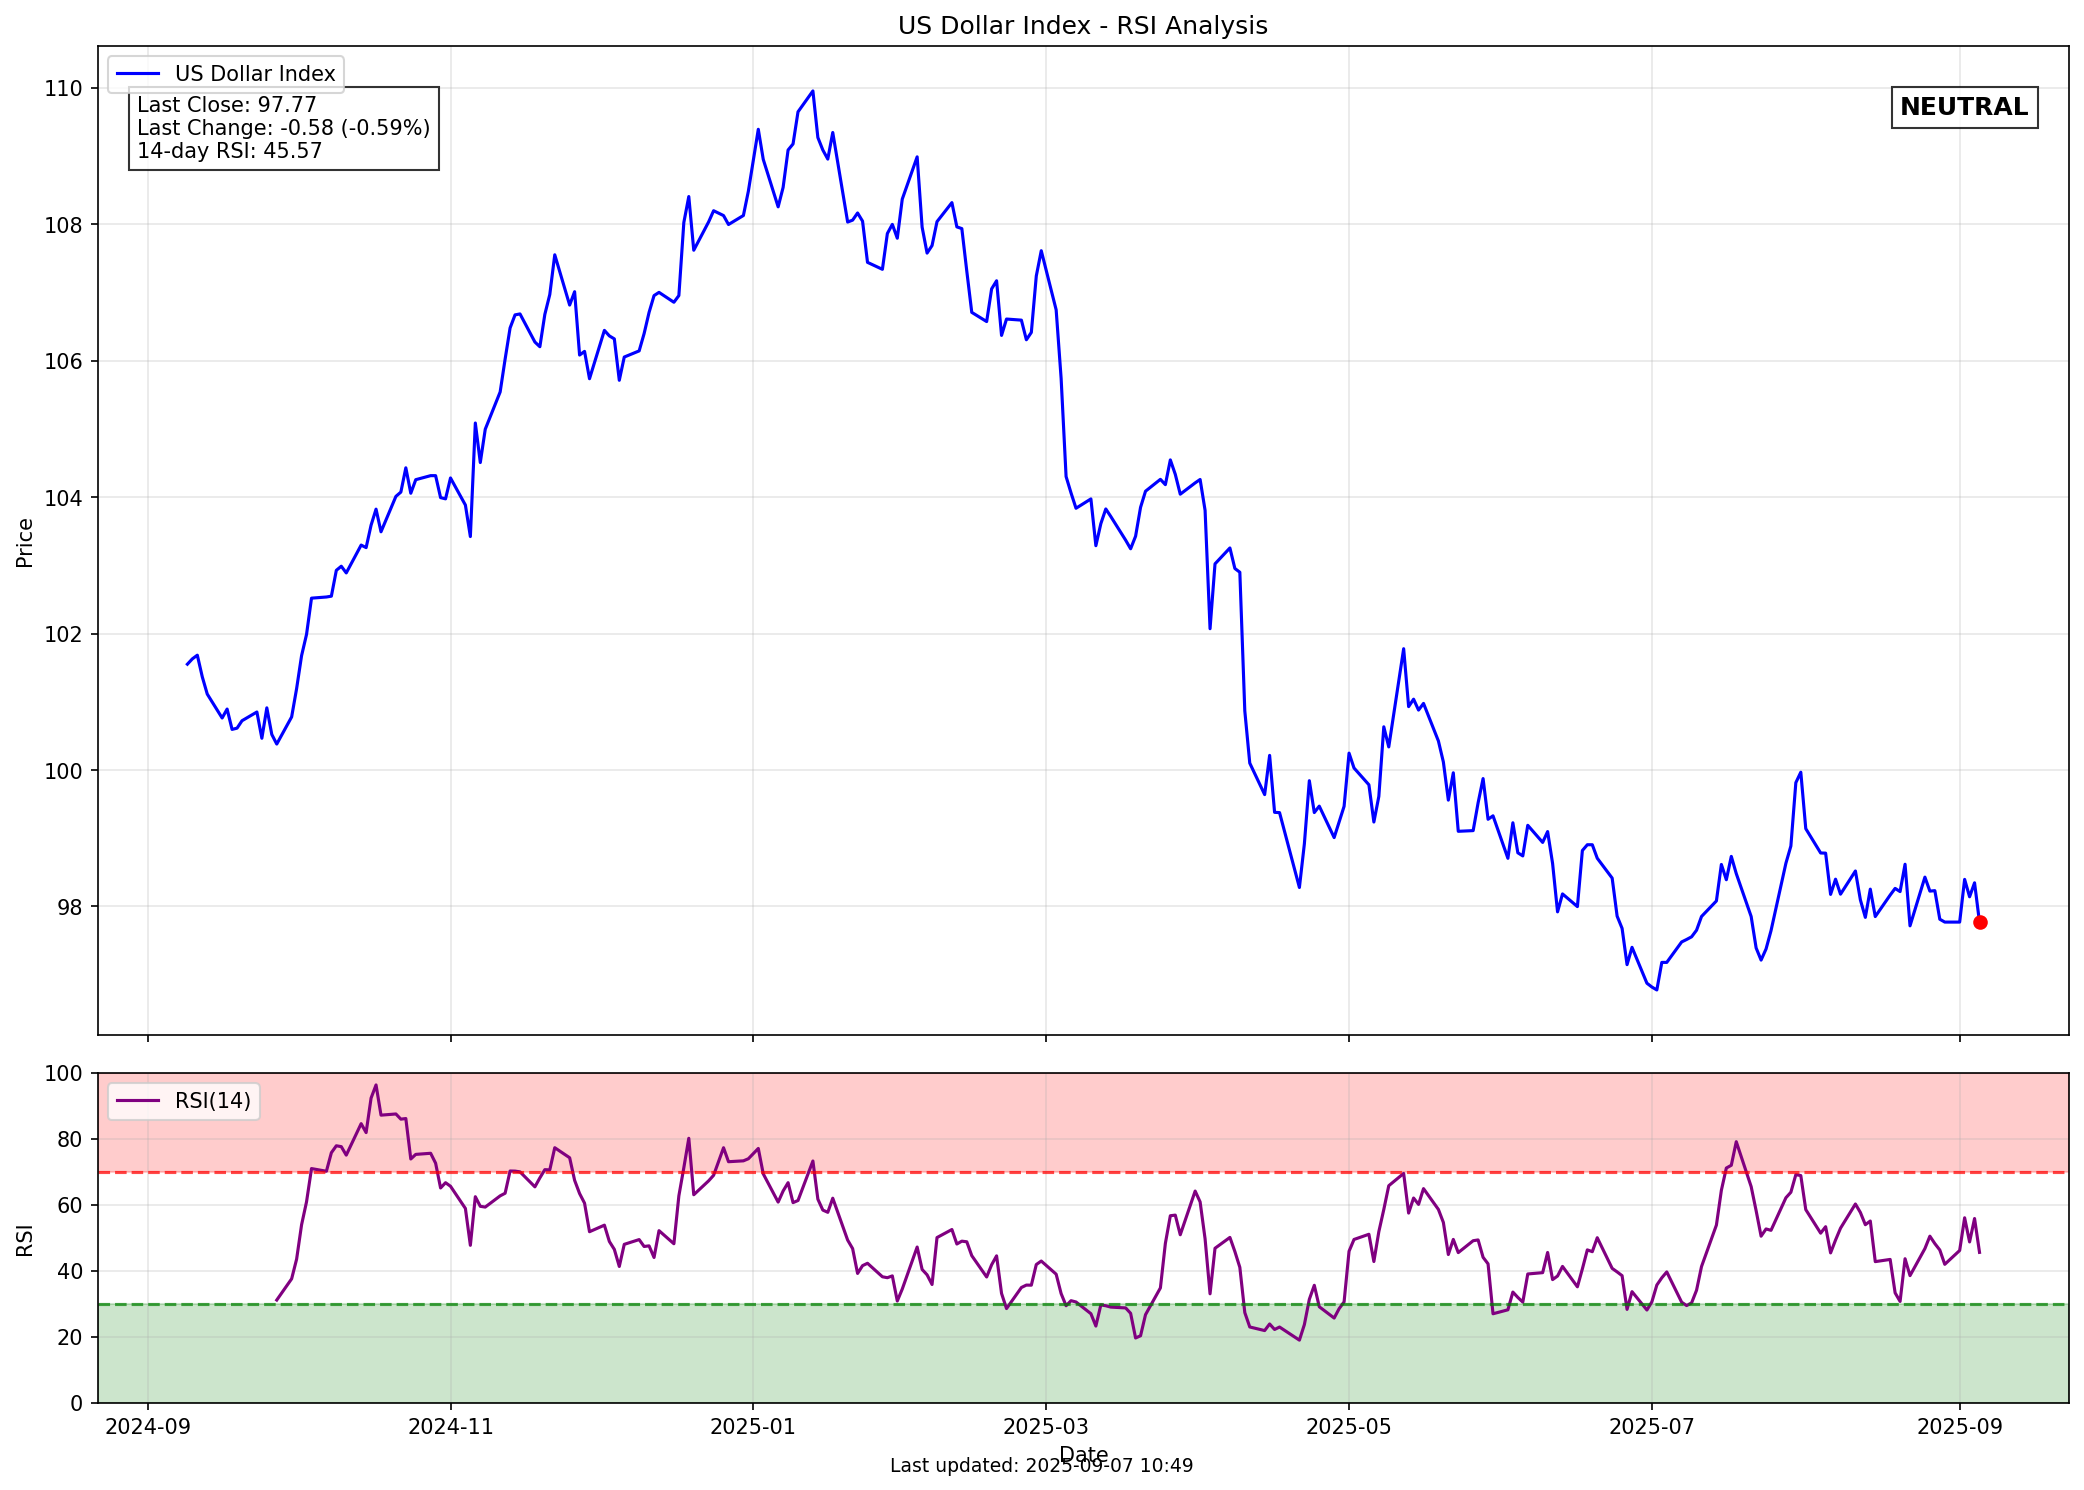 US Dollar Index - RSI Analysis
US Dollar Index
Last Close: 97.77
Last Change: -0.58 (-0.59%)
14-day RSI: 45.57
NEUTRAL
110
108
106
104
102
100
98
Price
RSI(14)
100
80
60
40
20
0
RSI
2024-09
2024-11
2025-01
2025-03
2025-05
2025-07
2025-09
Date
Last updated: 2025-09-07 10:49